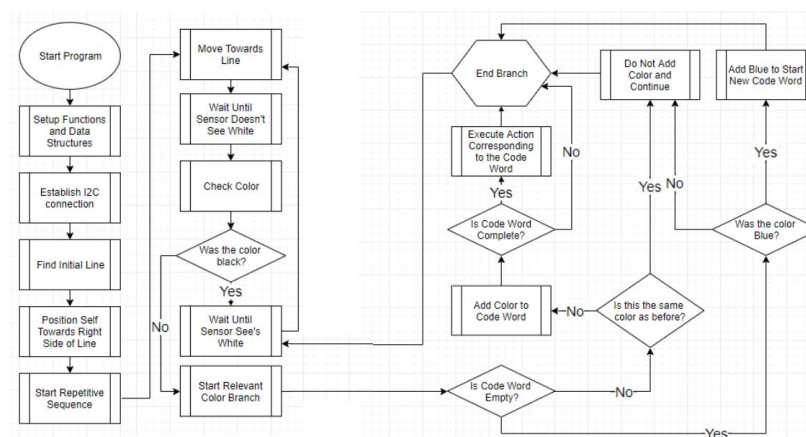 Start Program
Setup Functions
and Data
Structures
Establish I2C
connection
Find Initial Line
Position Self
Towards Right
Side of Line
Start Repetitive
Sequence
Move Towards
Line
Wait Until
Sensor Doesn't
See White
Check Color
Was the color
black?
Yes
No
Wait Until
Sensor See's
White
Start Relevant
Color Branch
Is Code Word
Empty?
No
Yes
Is this the same
color as before?
No
Yes
Add Color to
Code Word
Is Code Word
Complete?
Yes
No
Execute Action
Corresponding
to the Code
Word
End Branch
Do Not Add
Color and
Continue
Was the color
Blue?
No
Yes
Add Blue to Start
New Code Word